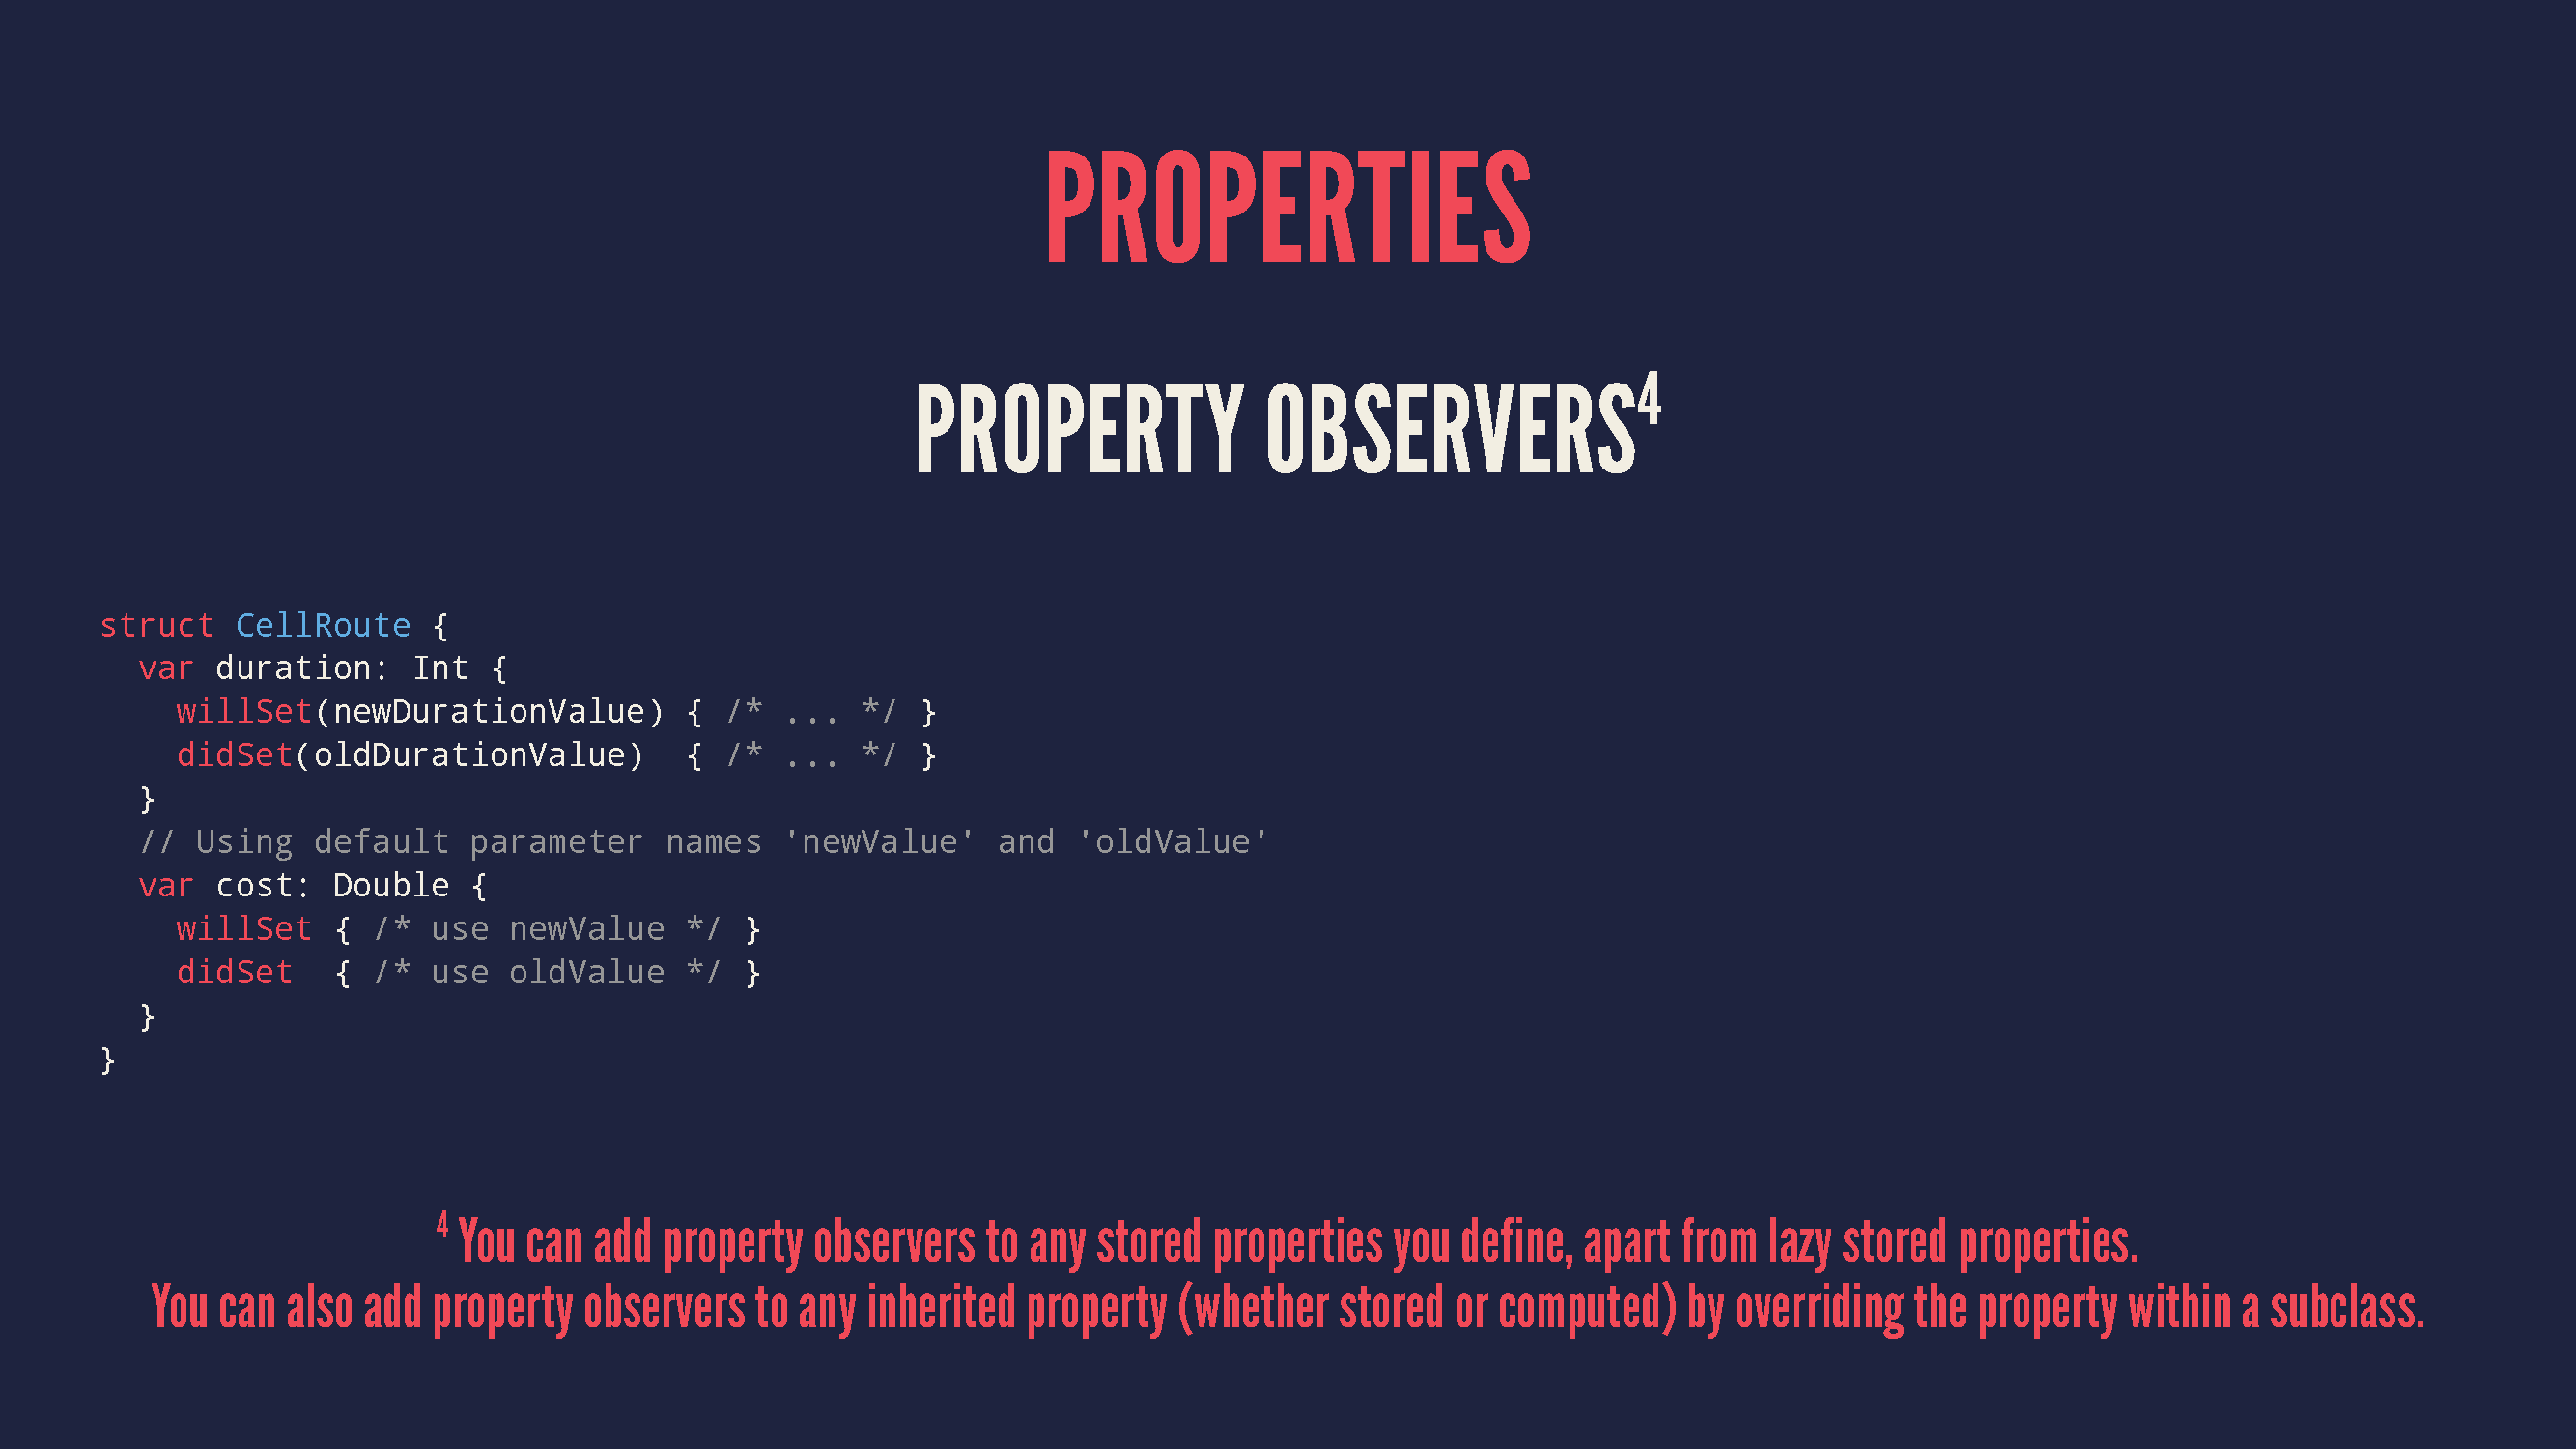 PROPERTIES
PROPERTY OBSERVERS⁴
struct CellRoute {
  var duration: Int {
    willSet(newDurationValue) { /* ... */ }
    didSet(oldDurationValue)  { /* ... */ }
  }
  // Using default parameter names 'newValue' and 'oldValue'
  var cost: Double {
    willSet { /* use newValue */ }
    didSet  { /* use oldValue */ }
  }
}
⁴ You can add property observers to any stored properties you define, apart from lazy stored properties.
You can also add property observers to any inherited property (whether stored or computed) by overriding the property within a subclass.